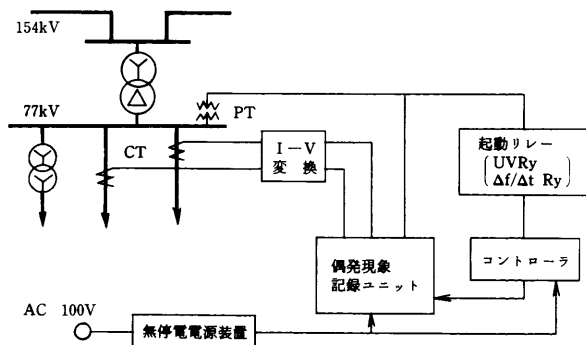 154kV
77kV
PT
CT
I－V
変換
起動リレー
UVRy
Δf/Δt Ry
偶発現象
記録ユニット
コントローラ
AC 100V
無停電電源装置